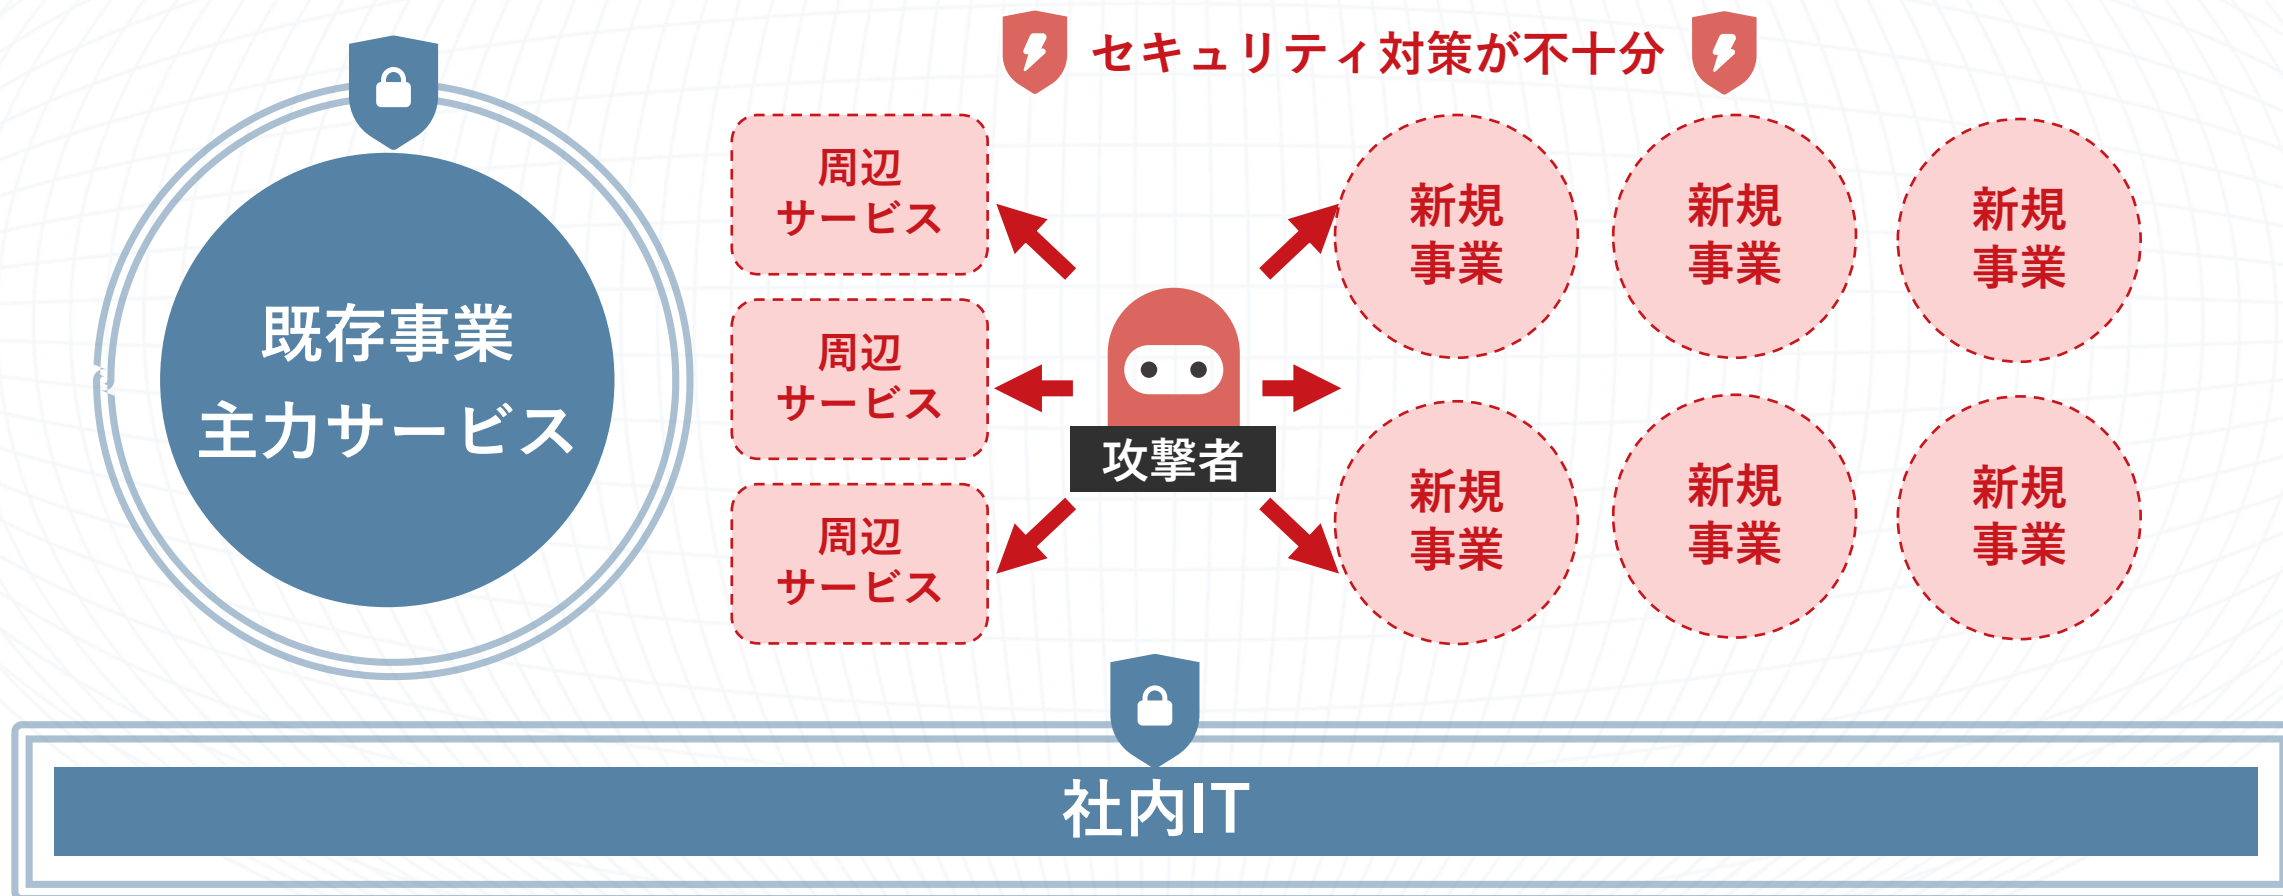 セキュリティ対策が不十分
既存事業
主力サービス
周辺
サービス
周辺
サービス
周辺
サービス
攻撃者
新規
事業
新規
事業
新規
事業
新規
事業
新規
事業
新規
事業
社内IT